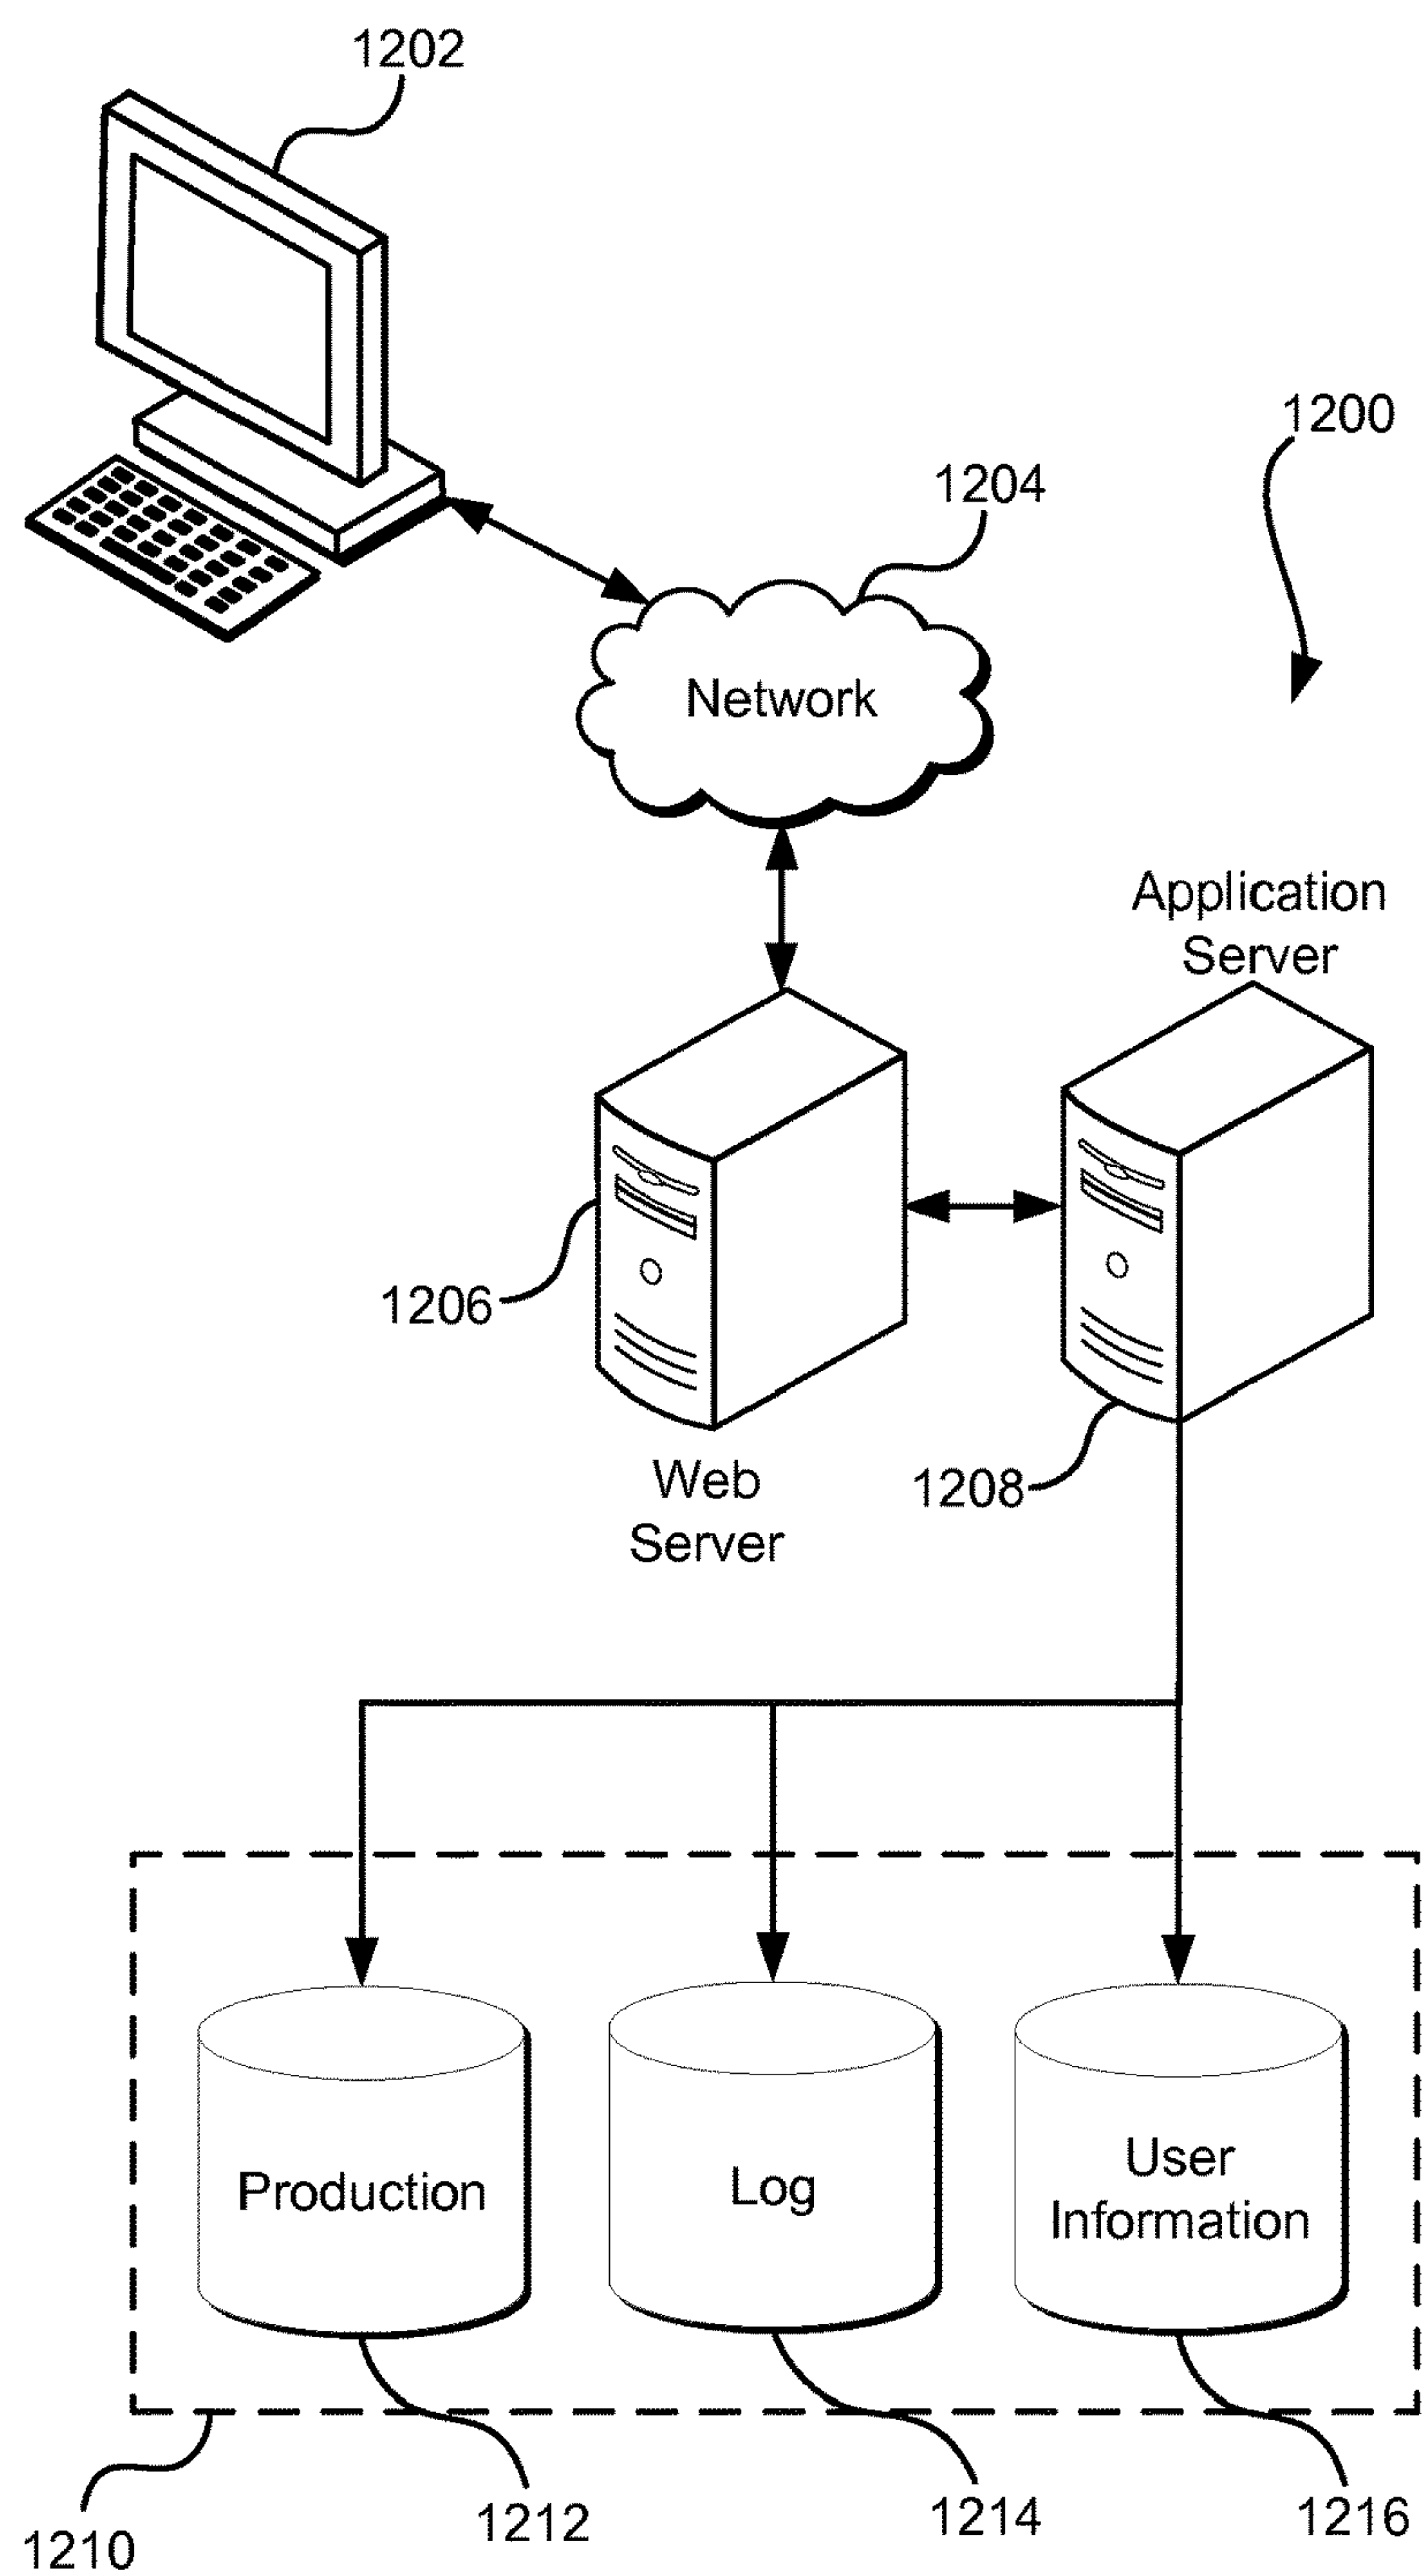 1202
1200
1204
Network
Application
Server
1206
Web
Server
1208
Production
Log
User
Information
1210
1212
1214
1216